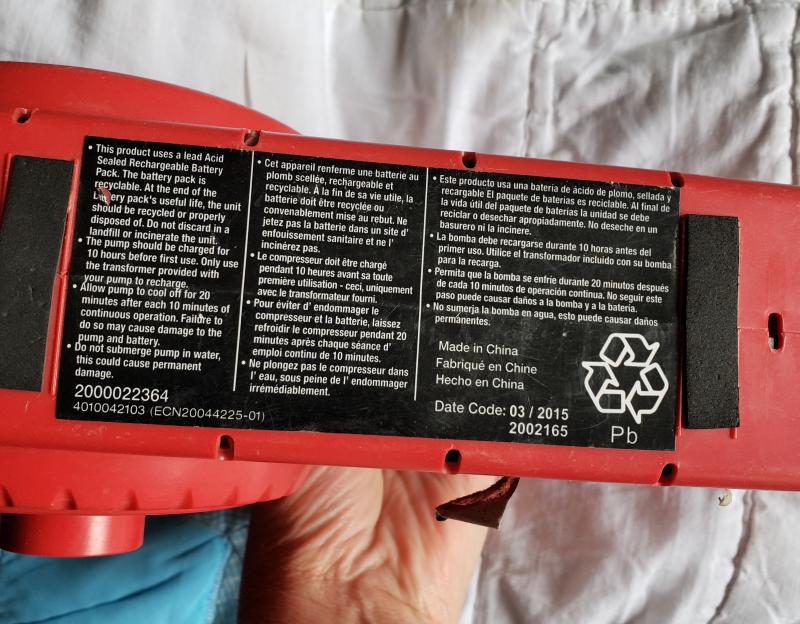 • This product uses a lead Acid
Sealed Rechargeable Battery
Pack. The battery pack is
recyclable. At the end of the
battery pack's useful life, the unit
should be recycled or properly
disposed of. Do not discard in a
landfill or incinerate the unit.
• The pump should be charged for
10 hours before first use. Only use
the transformer provided with
your pump to recharge.
• Allow pump to cool off for 20
minutes after each 10 minutes of
continuous operation. Failure to
do so may cause damage to the
pump and battery.
• Do not submerge pump in water,
this could cause permanent
damage.
2000022364
4010042103 (ECN20044225-01)
• Cet appareil renferme une batterie au
plomb scellée, rechargeable et
recyclable. À la fin de sa vie utile, la
batterie doit être recyclée ou
convenablement mise au rebut. Ne
jetez pas la batterie dans un site d'
enfouissement sanitaire et ne l'
incinérez pas.
• Le compresseur doit être chargé
pendant 10 heures avant sa toute
première utilisation - ceci, uniquement
avec le transformateur fourni.
• Pour éviter d' endommager le
compresseur et la batterie, laissez
refroidir le compresseur pendant 20
minutes après chaque séance d'
emploi continu de 10 minutes.
• Ne plongez pas le compresseur dans
l' eau, sous peine de l' endommager
irrémédiablement.
• Este producto usa una batería de ácido de plomo, sellada y
recargable El paquete de baterías es reciclable. Al final de
la vida útil del paquete de baterías la unidad se debe
reciclar o desechar apropiadamente. No deseche en un
basurero ni la incinere.
• La bomba debe recargarse durante 10 horas antes del
primer uso. Utilice el transformador incluido con su bomba
para la recarga.
• Permita que la bomba se enfríe durante 20 minutos después
de cada 10 minutos de operación continua. No seguir este
paso puede causar daños a la bomba y a la batería.
• No sumerja la bomba en agua, esto puede causar daños
permanentes.
Made in China
Fabriqué en Chine
Hecho en China
Date Code: 03 / 2015
2002165
Pb